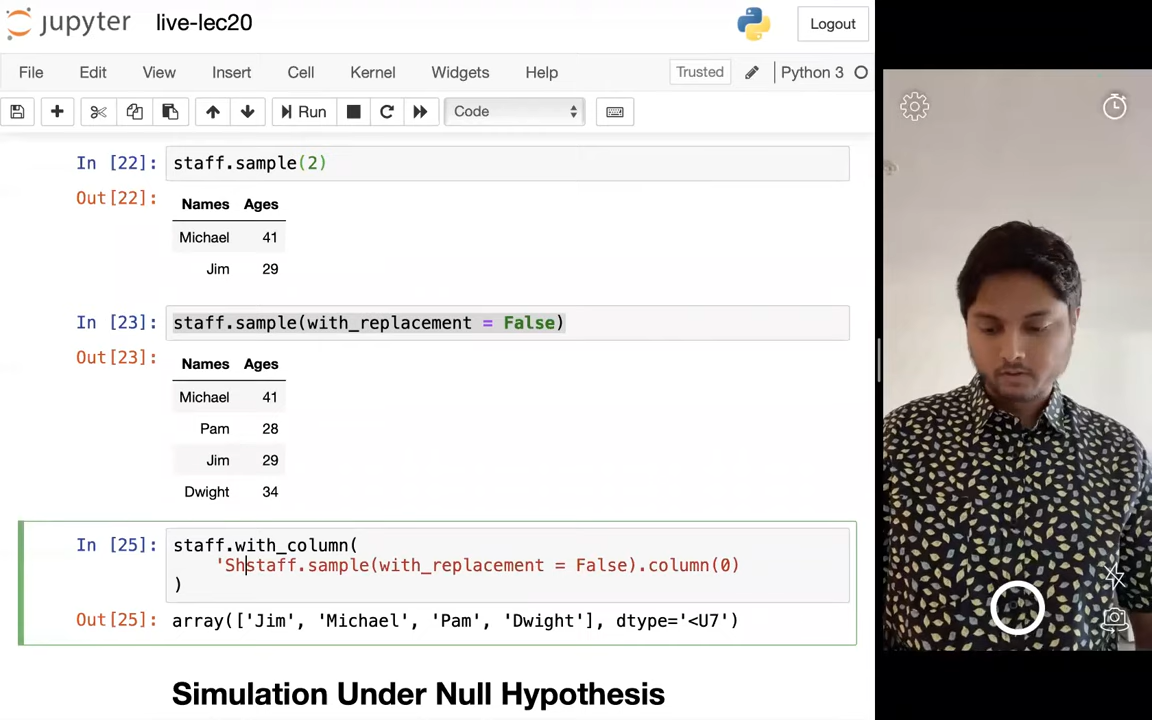 jupyter live-lec20 Logout
File Edit View Insert Cell Kernel Widgets Help Trusted Python 3
Run Code
In [22]: staff.sample(2)
Out[22]:
Names Ages
Michael 41
Jim 29
In [23]: staff.sample(with_replacement = False)
Out[23]:
Names Ages
Michael 41
Pam 28
Jim 29
Dwight 34
In [25]: staff.with_column(
'Shstaff.sample(with_replacement = False).column(0)
)
Out[25]: array(['Jim', 'Michael', 'Pam', 'Dwight'], dtype='<U7')
Simulation Under Null Hypothesis